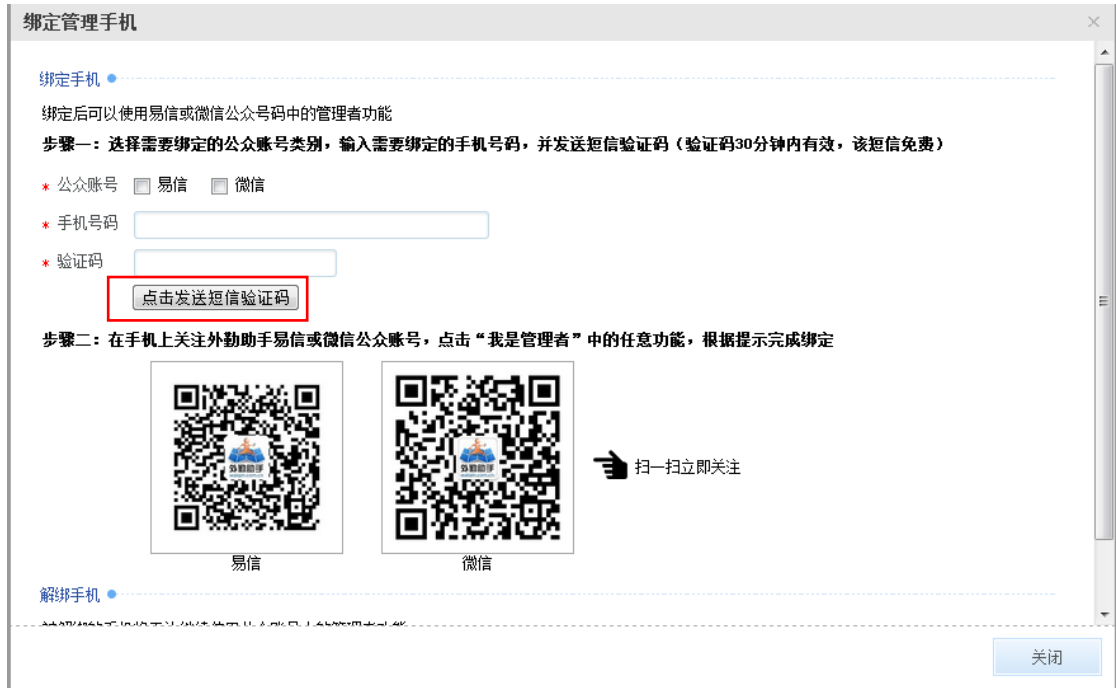 绑定管理手机
绑定手机
绑定后可以使用易信或微信公众号码中的管理者功能
步骤一：选择需要绑定的公众账号类别，输入需要绑定的手机号码，并发送短信验证码（验证码30分钟内有效，该短信免费）
* 公众账号 易信 微信
* 手机号码
* 验证码
点击发送短信验证码
步骤二：在手机上关注外勤助手易信或微信公众账号，点击“我是管理者”中的任意功能，根据提示完成绑定
外勤助手 外勤助手
扫一扫立即关注
易信 微信
解绑手机
关闭